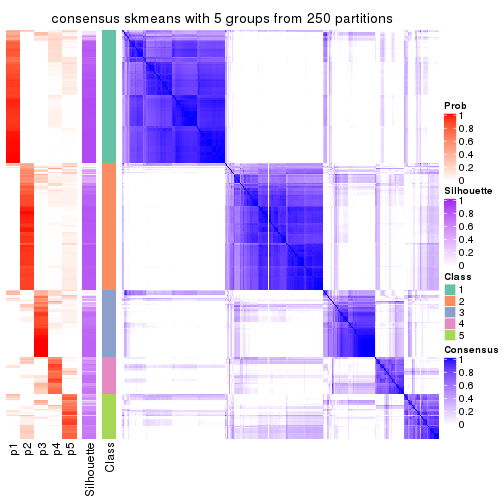 consensus skmeans with 5 groups from 250 partitions
Prob
1
0.8
0.6
0.4
0.2
0
Silhouette
1
0.8
0.6
0.4
0.2
0
Class
1
2
3
4
5
Consensus
1
0.8
0.6
0.4
0.2
0
p1
p2
p3
p4
p5
Silhouette
Class